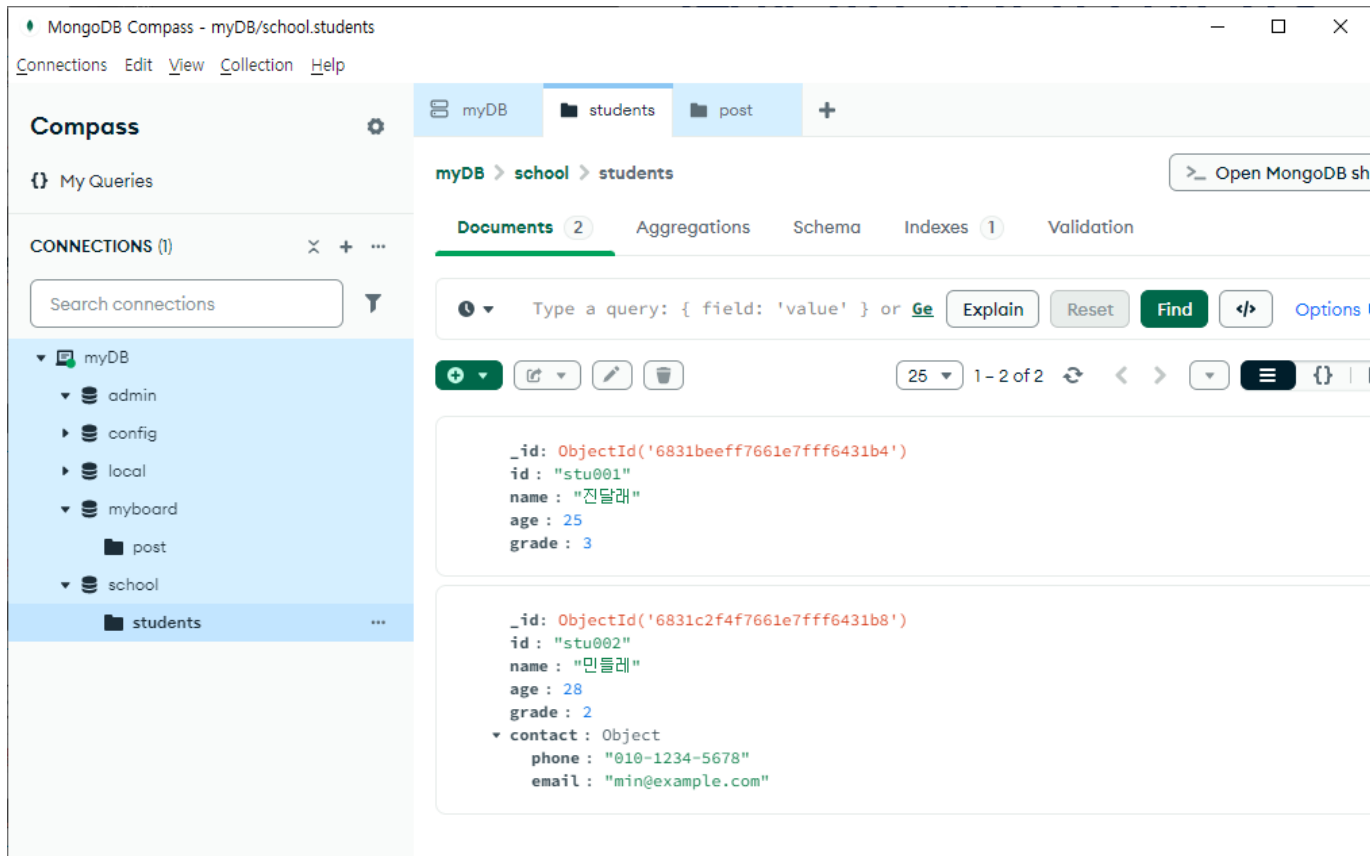 MongoDB Compass - myDB/school.students
Connections Edit View Collection Help
Compass
{} My Queries
CONNECTIONS (1)
Search connections
myDB
admin
config
local
myboard
post
school
students
myDB students post
myDB > school > students
>_ Open MongoDB sh
Documents 2 Aggregations Schema Indexes 1 Validation
Type a query: { field: 'value' } or Ge Explain Reset Find </> Options
25 1 – 2 of 2 {}
_id: ObjectId('6831beeff7661e7fff6431b4')
id : "stu001"
name : "진달래"
age : 25
grade : 3
_id: ObjectId('6831c2f4f7661e7fff6431b8')
id : "stu002"
name : "민들레"
age : 28
grade : 2
contact : Object
phone : "010-1234-5678"
email : "min@example.com"